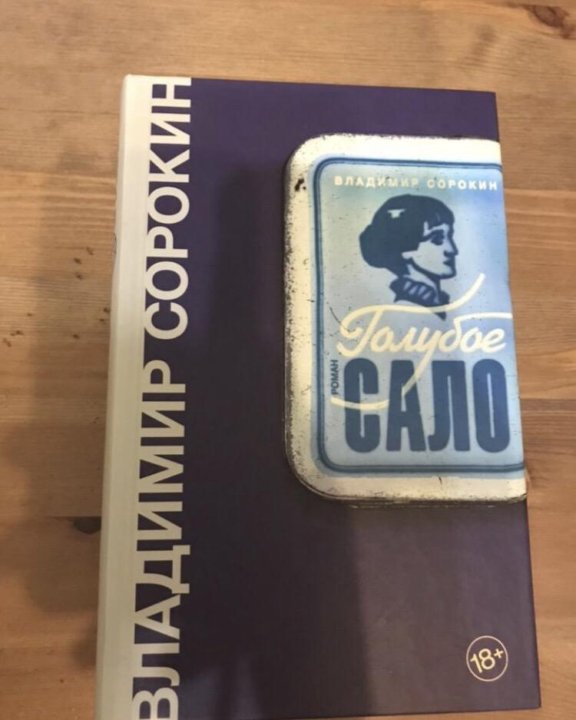 ВЛАДИМИР СОРОКИН
ВЛАДИМИР СОРОКИН
Голубое
РОМАН
САЛО
18+